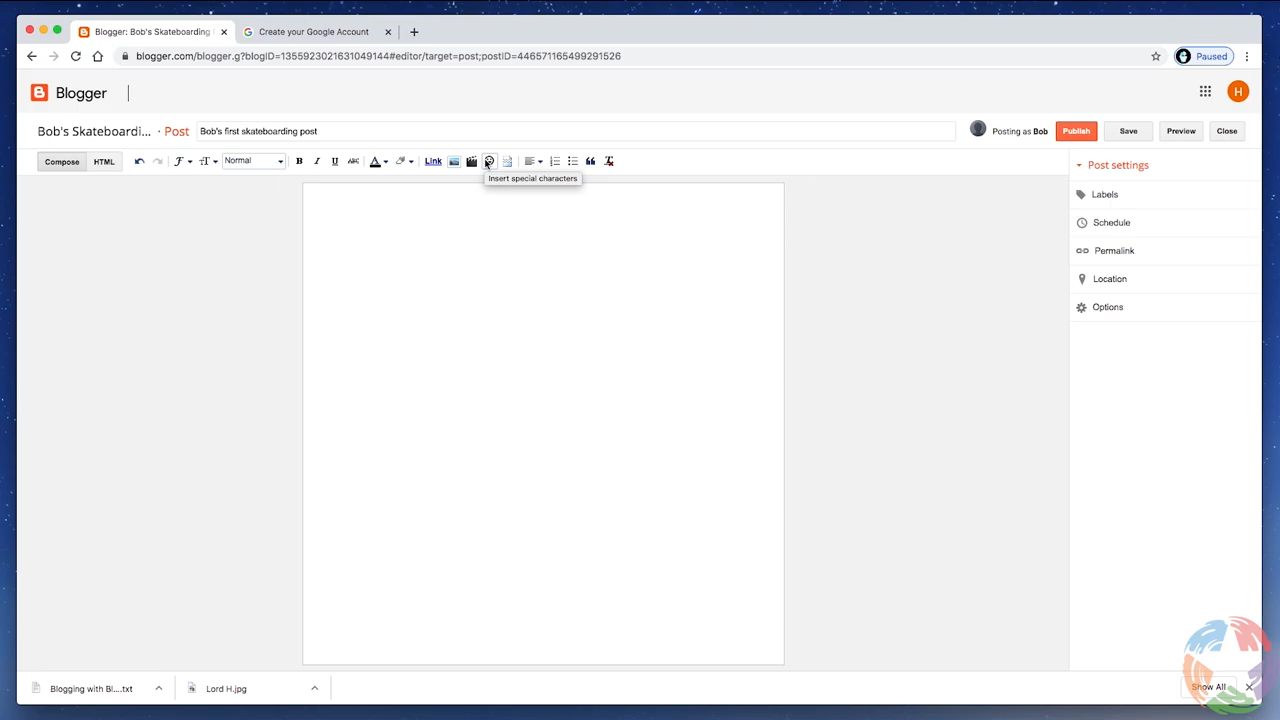 Blogger: Bob's Skateboarding
Create your Google Account
blogger.com/blogger.g?blogID=1355923021631049144#editor/target=post;postID=446571165499291526
Paused
Blogger
H
Bob's Skateboardi... · Post
Bob's first skateboarding post
Posting as Bob
Publish
Save
Preview
Close
Compose
HTML
Normal
B I U ABC A
Link
Insert special characters
Post settings
Labels
Schedule
Permalink
Location
Options
Blogging with Bl....txt
Lord H.jpg
Show All